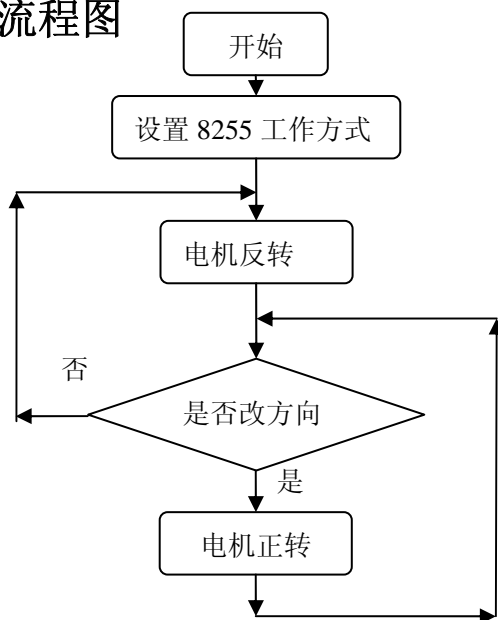 流程图
开始
设置 8255 工作方式
电机反转
否
是否改方向
是
电机正转